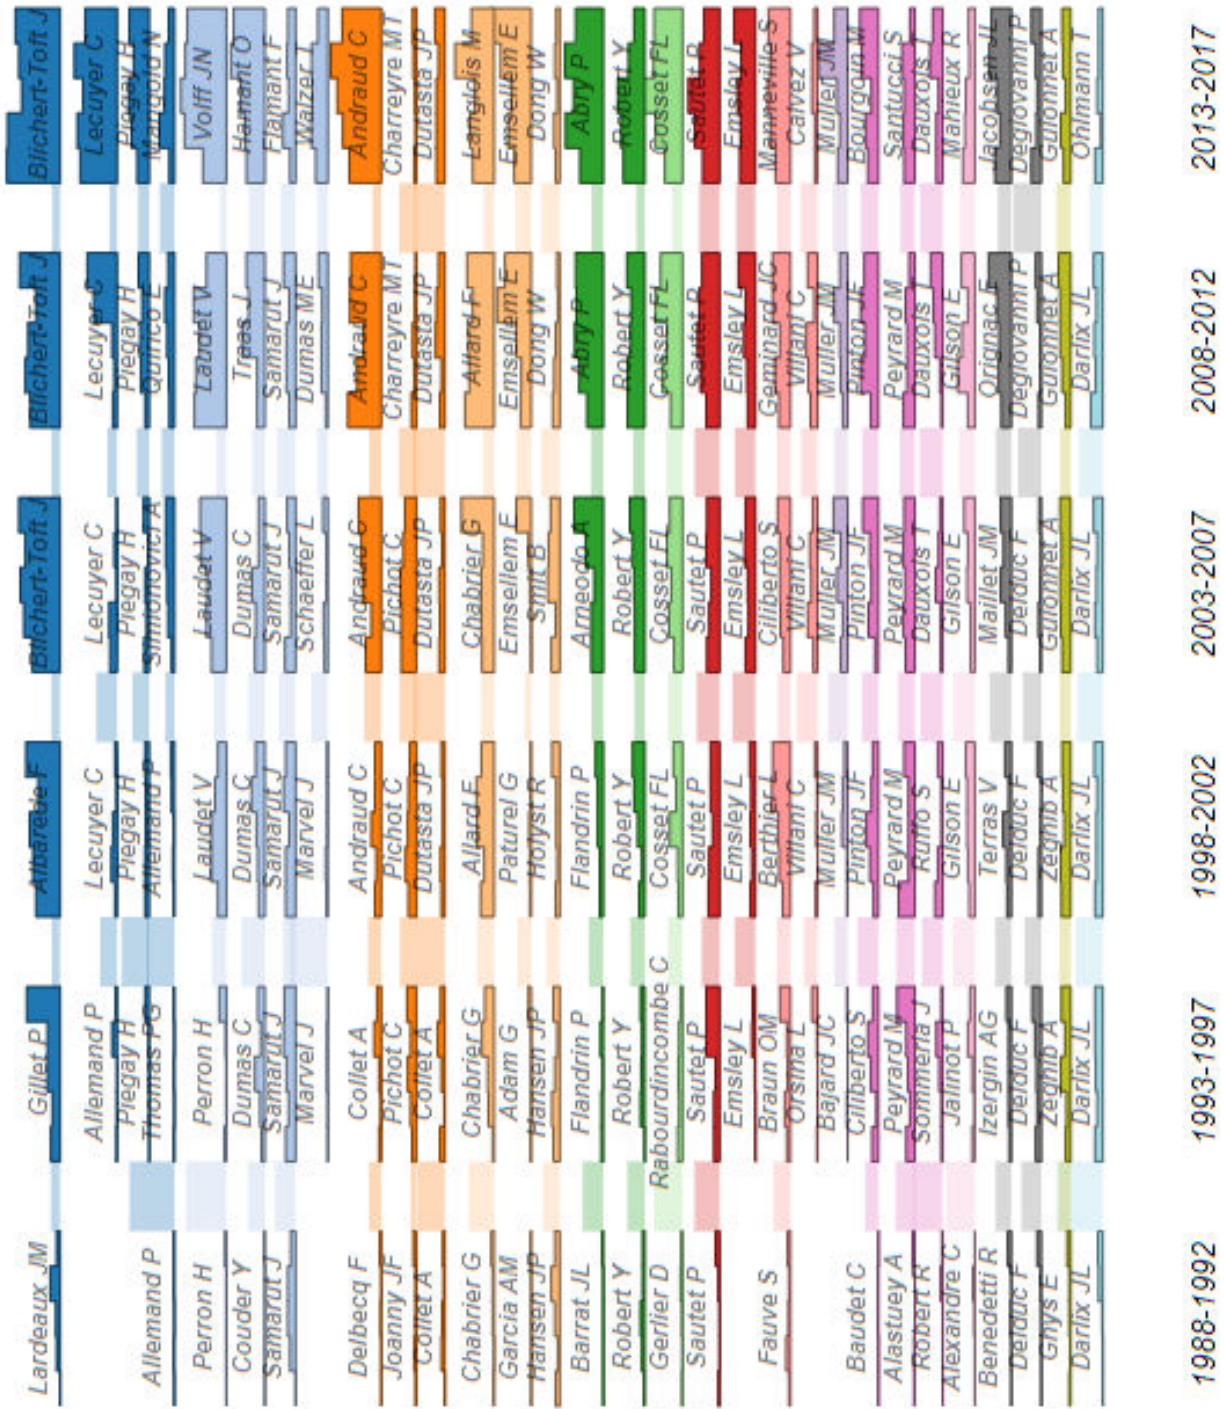 Lardeaux JM
Allemand P
Perron H
Couder Y
Samarut J
Delbecq F
Joanny JF
Collet A
Chabrier G
Garcia AM
Hansen JP
Barrat JL
Robert Y
Gerlier D
Sautet P
Fauve S
Baudet C
Alastuey A
Robert R
Alexandre C
Benedetti R
Delduc F
Ghys E
Darlix JL
1988-1992
Gillet P
Allemand P
Piegay H
Thomas PG
Perron H
Dumas C
Samarut J
Marvel J
Collet A
Pichot C
Collet A
Chabrier G
Adam G
Hansen JP
Flandrin P
Robert Y
Rabourdincombe C
Sautet P
Emsley L
Braun OM
Orsina L
Bajard JC
Ciliberto S
Peyrard M
Sommeria J
Jalinot P
Izergin AG
Delduc F
Zeghib A
Darlix JL
1993-1997
Albarede F
Lecuyer C
Piegay H
Allemand P
Laudet V
Dumas C
Samarut J
Marvel J
Andraud C
Pichot C
Dutasta JP
Allard F
Paturel G
Holyst R
Flandrin P
Robert Y
Cosset FL
Sautet P
Emsley L
Berthier L
Villani C
Muller JM
Pinton JF
Peyrard M
Ruffo S
Gilson E
Terras V
Delduc F
Zeghib A
Darlix JL
1998-2002
Blichert-Toft J
Lecuyer C
Piegay H
Simionovici A
Laudet V
Dumas C
Samarut J
Schaeffer L
Andraud C
Pichot C
Dutasta JP
Chabrier G
Emsellem E
Smit B
Arneodo A
Robert Y
Cosset FL
Sautet P
Emsley L
Ciliberto S
Villani C
Muller JM
Pinton JF
Peyrard M
Dauxois T
Gilson E
Maillet JM
Delduc F
Guionnet A
Darlix JL
2003-2007
Blichert-Toft J
Lecuyer C
Piegay H
Quirico E
Laudet V
Traas J
Samarut J
Dumas ME
Andraud C
Charreyre MT
Dutasta JP
Allard F
Emsellem E
Dong W
Abry P
Robert Y
Cosset FL
Sautet P
Emsley L
Geminard JC
Villani C
Muller JM
Pinton JF
Peyrard M
Dauxois T
Gilson E
Orignac E
Degiovanni P
Guionnet A
Darlix JL
2008-2012
Blichert-Toft J
Lecuyer C
Piegay H
Mangold N
Volff JN
Hamant O
Flamant F
Walzer L
Andraud C
Charreyre MT
Dutasta JP
Langlois M
Emsellem E
Dong W
Abry P
Robert Y
Cosset FL
Sautet P
Emsley L
Manneville S
Calvez V
Muller JM
Bourgoin M
Santucci S
Dauxois T
Mahieux R
Jacobsen JL
Degiovanni P
Guionnet A
Ohlmann T
2013-2017